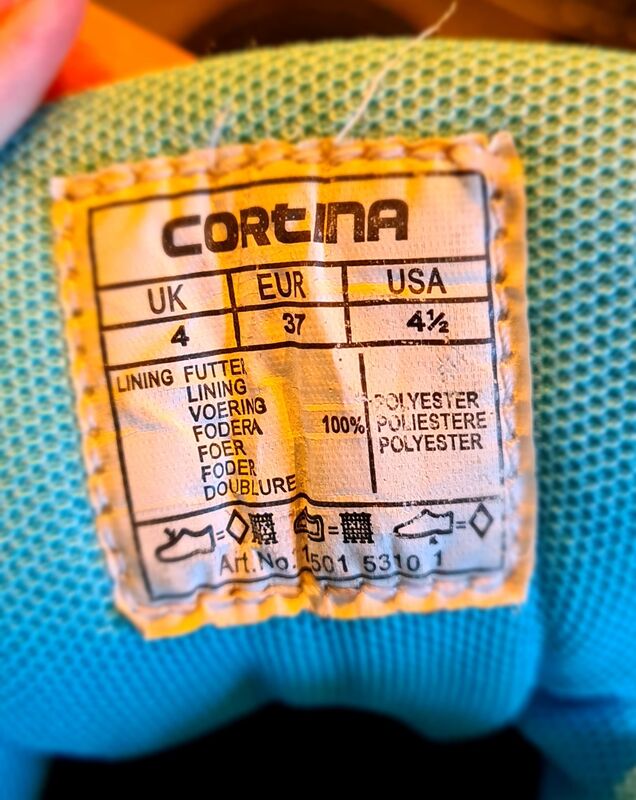 CORtINA
UK EUR USA
4 37 4½
LINING FUTTER
LINING
VOERING
FODERA
FOER
FODER
DOUBLURE
100%
POLYESTER
POLIESTERE
POLYESTER
= = =
Art.No. 1501 5310 1